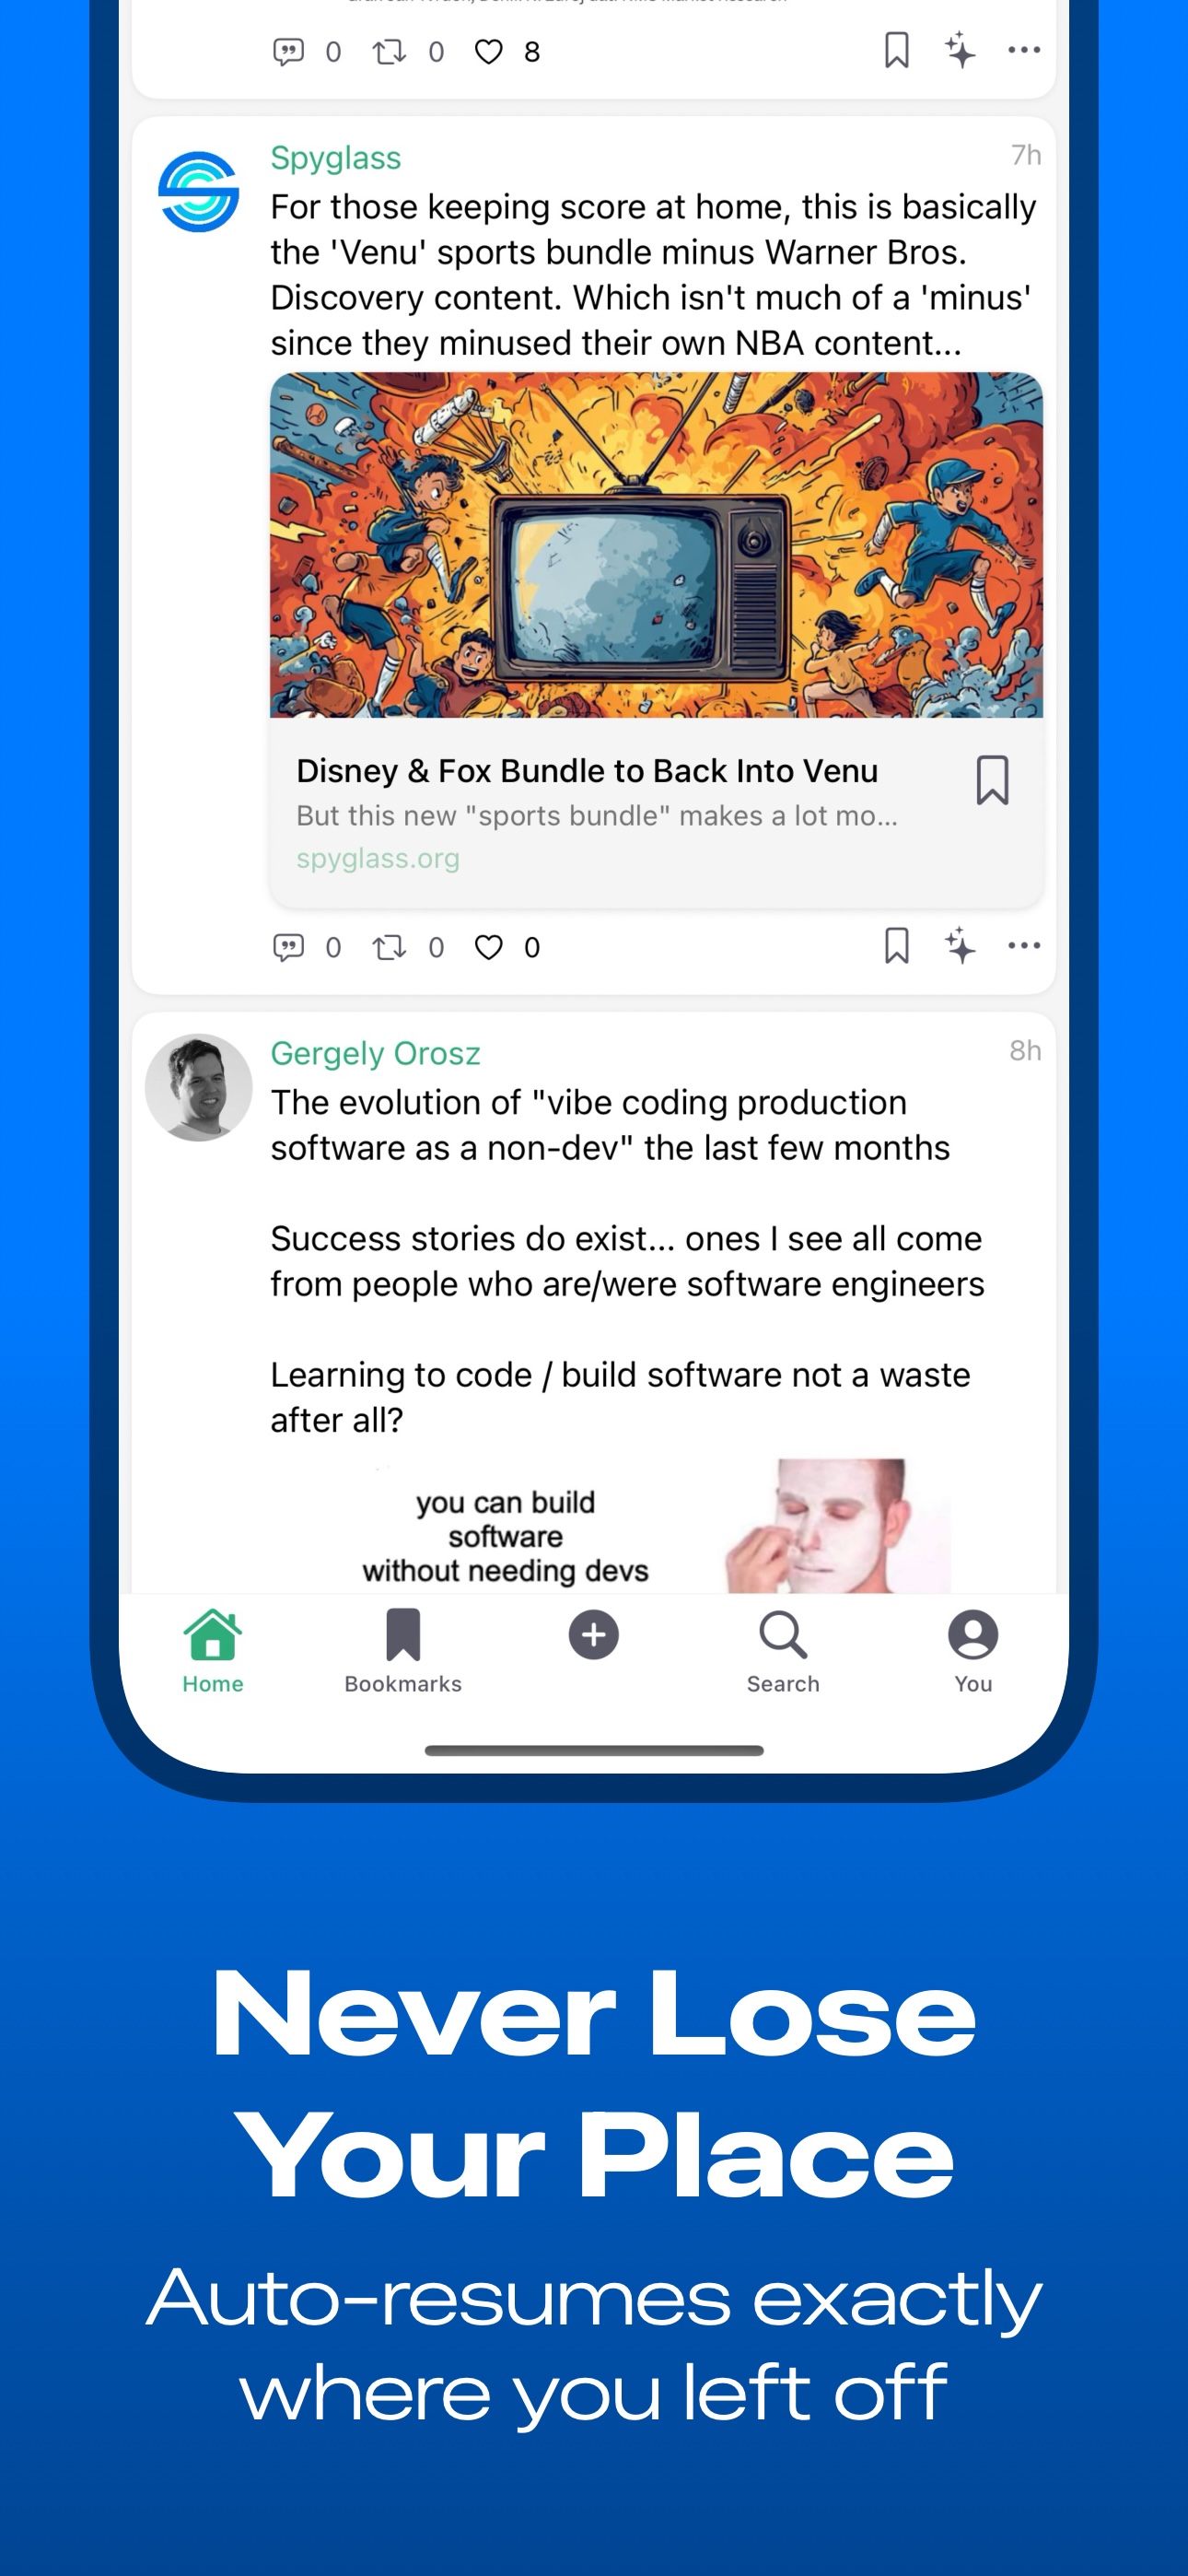 0 0 8
Spyglass 7h
For those keeping score at home, this is basically
the 'Venu' sports bundle minus Warner Bros.
Discovery content. Which isn't much of a 'minus'
since they minused their own NBA content...
Disney & Fox Bundle to Back Into Venu
But this new "sports bundle" makes a lot mo...
spyglass.org
0 0 0
Gergely Orosz 8h
The evolution of "vibe coding production
software as a non-dev" the last few months
Success stories do exist... ones I see all come
from people who are/were software engineers
Learning to code / build software not a waste
after all?
you can build
software
without needing devs
Home Bookmarks Search You
Never Lose
Your Place
Auto-resumes exactly
where you left off